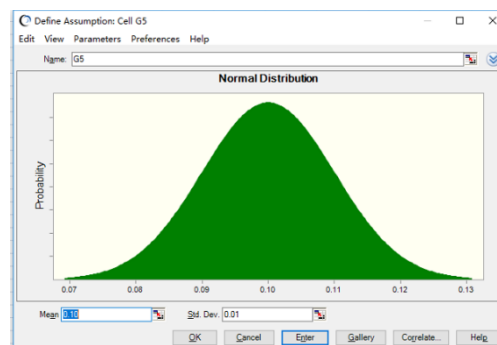 Define Assumption: Cell G5
Edit View Parameters Preferences Help
Name: G5
Normal Distribution
Probability
0.07 0.08 0.09 0.10 0.11 0.12 0.13
Mean 0.10 Std. Dev. 0.01
OK Cancel Enter Gallery Correlate... Help